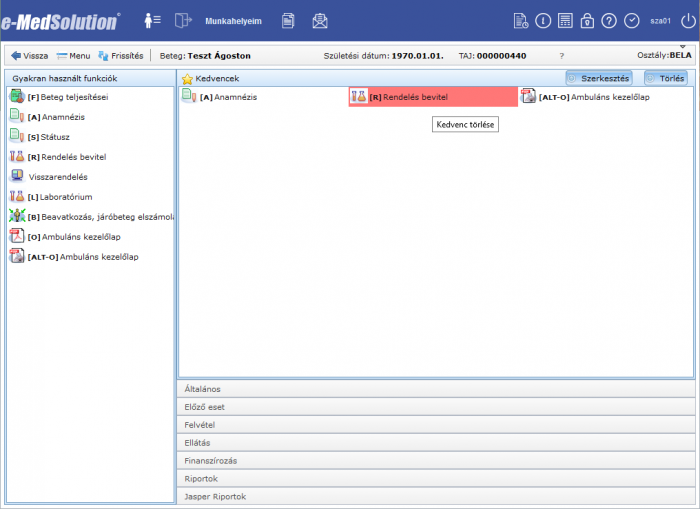 e-MedSolution®
Munkahelyeim
sza01
Vissza Menu Frissítés Beteg: Teszt Ágoston Születési dátum: 1970.01.01. TAJ: 000000440 ? Osztály:BELA
Gyakran használt funkciók
[F] Beteg teljesítései
[A] Anamnézis
[S] Státusz
[R] Rendelés bevitel
Visszarendelés
[L] Laboratórium
[B] Beavatkozás, járóbeteg elszámola
[O] Ambuláns kezelőlap
[ALT-O] Ambuláns kezelőlap
Kedvencek Szerkesztés Törlés
[A] Anamnézis [R] Rendelés bevitel [ALT-O] Ambuláns kezelőlap
Kedvenc törlése
Általános
Előző eset
Felvétel
Ellátás
Finanszírozás
Riportok
Jasper Riportok